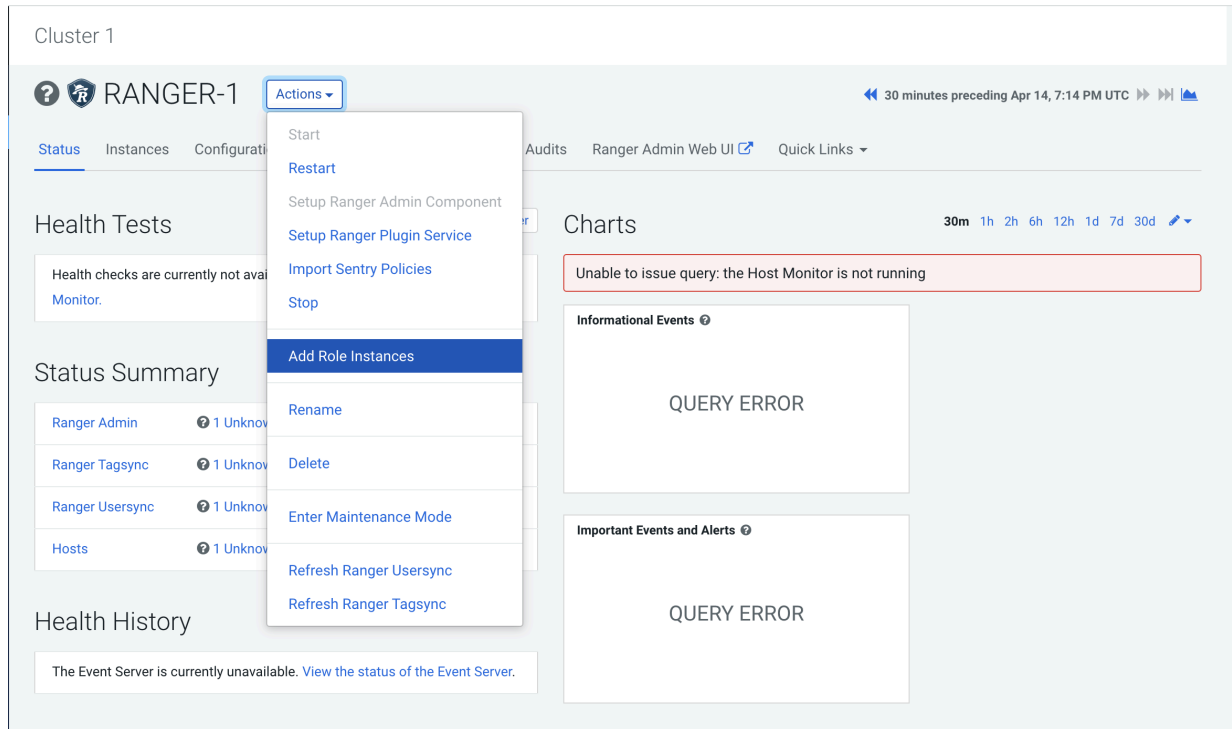 Cluster 1
RANGER-1
Actions
30 minutes preceding Apr 14, 7:14 PM UTC
Status Instances Audits Ranger Admin Web UI Quick Links
Start
Restart
Setup Ranger Admin Component
Setup Ranger Plugin Service
Import Sentry Policies
Stop
Add Role Instances
Rename
Delete
Enter Maintenance Mode
Refresh Ranger Usersync
Refresh Ranger Tagsync
Health Tests
Health checks are currently not
Monitor.
Status Summary
Ranger Admin 1
Ranger Tagsync 1
Ranger Usersync 1
Hosts 1
Health History
The Event Server is currently unavailable. View the status of the Event Server.
Charts
30m 1h 2h 6h 12h 1d 7d 30d
Unable to issue query: the Host Monitor is not running
Informational Events
QUERY ERROR
Important Events and Alerts
QUERY ERROR